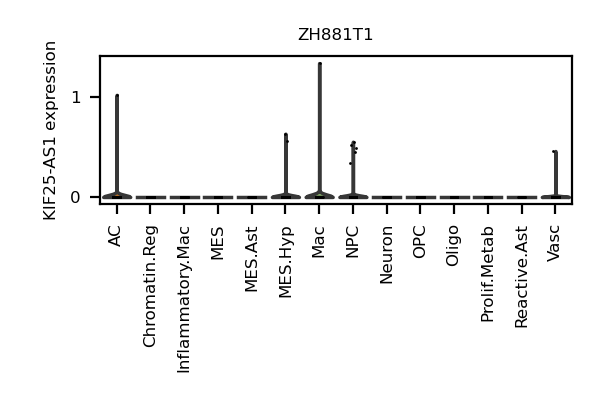 ZH881T1
KIF25-AS1 expression
1
0
AC
Chromatin.Reg
Inflammatory.Mac
MES
MES.Ast
MES.Hyp
Mac
NPC
Neuron
OPC
Oligo
Prolif.Metab
Reactive.Ast
Vasc